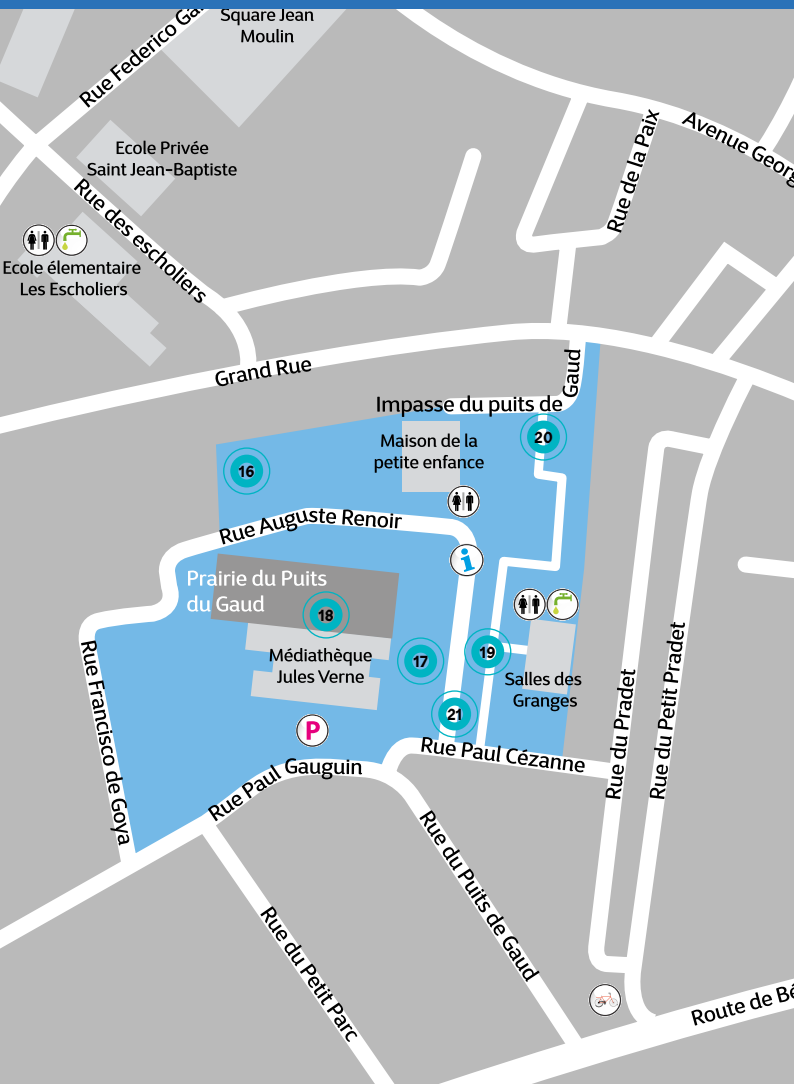 Square Jean
Moulin
Rue Federico Ga
Ecole Privée
Saint Jean-Baptiste
Rue des escholiers
Ecole élementaire
Les Escholiers
Rue de la Paix
Avenue Georg
Grand Rue
Impasse du puits de Gaud
Maison de la
petite enfance
20
16
Rue Auguste Renoir
i
Prairie du Puits
du Gaud
18
Médiathèque
Jules Verne
17
19
Salles des
Granges
21
P
Rue Paul Cézanne
Rue Paul Gauguin
Rue Francisco de Goya
Rue du Pradet
Rue du Petit Pradet
Rue du Puits de Gaud
Rue du Petit Parc
Route de Bé